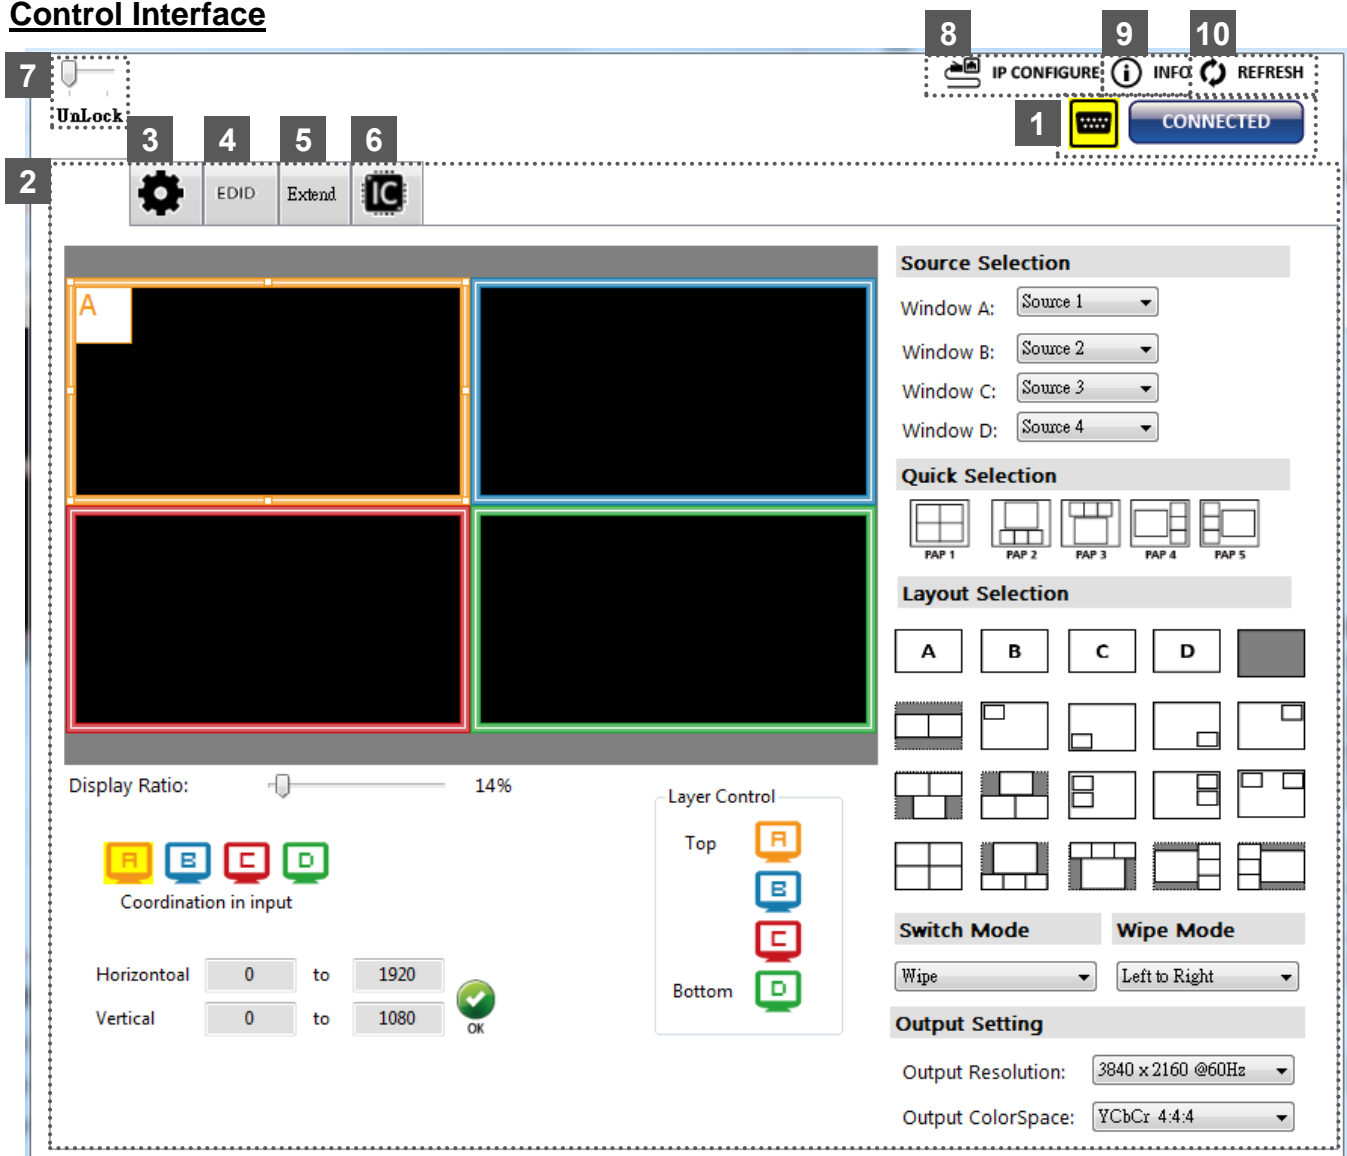 Control Interface
8 9 10
7
IP CONFIGURE INFO REFRESH
UnLock
1 CONNECTED
3 4 5 6
2
EDID Extend IC
Source Selection
A
Window A: Source 1
Window B: Source 2
Window C: Source 3
Window D: Source 4
Quick Selection
PAP 1 PAP 2 PAP 3 PAP 4 PAP 5
Layout Selection
A B C D
Display Ratio: 14%
Layer Control
Top A
A B C D
B
Coordination in input
C
Switch Mode Wipe Mode
Horizontoal 0 to 1920
Wipe Left to Right
Bottom D
Vertical 0 to 1080
OK
Output Setting
Output Resolution: 3840 x 2160 @60Hz
Output ColorSpace: YCbCr 4:4:4